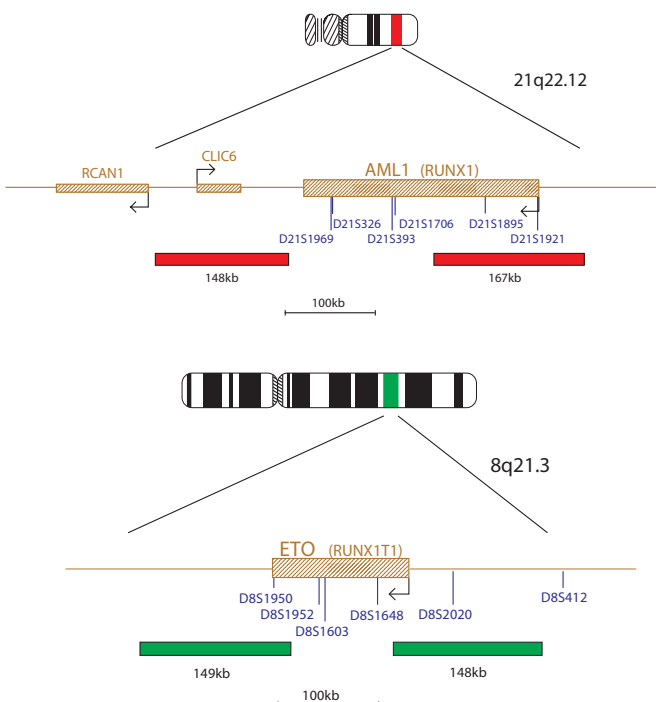 21q22.12
CLIC6
RCAN1
AML1 (RUNX1)
D21S326
D21S1706
D21S1895
D21S1969
D21S393
D21S1921
148kb
167kb
100kb
8q21.3
ETO (RUNX1T1)
D8S1950
D8S412
D8S1952
D8S1648
D8S2020
D8S1603
149kb
148kb
100kb